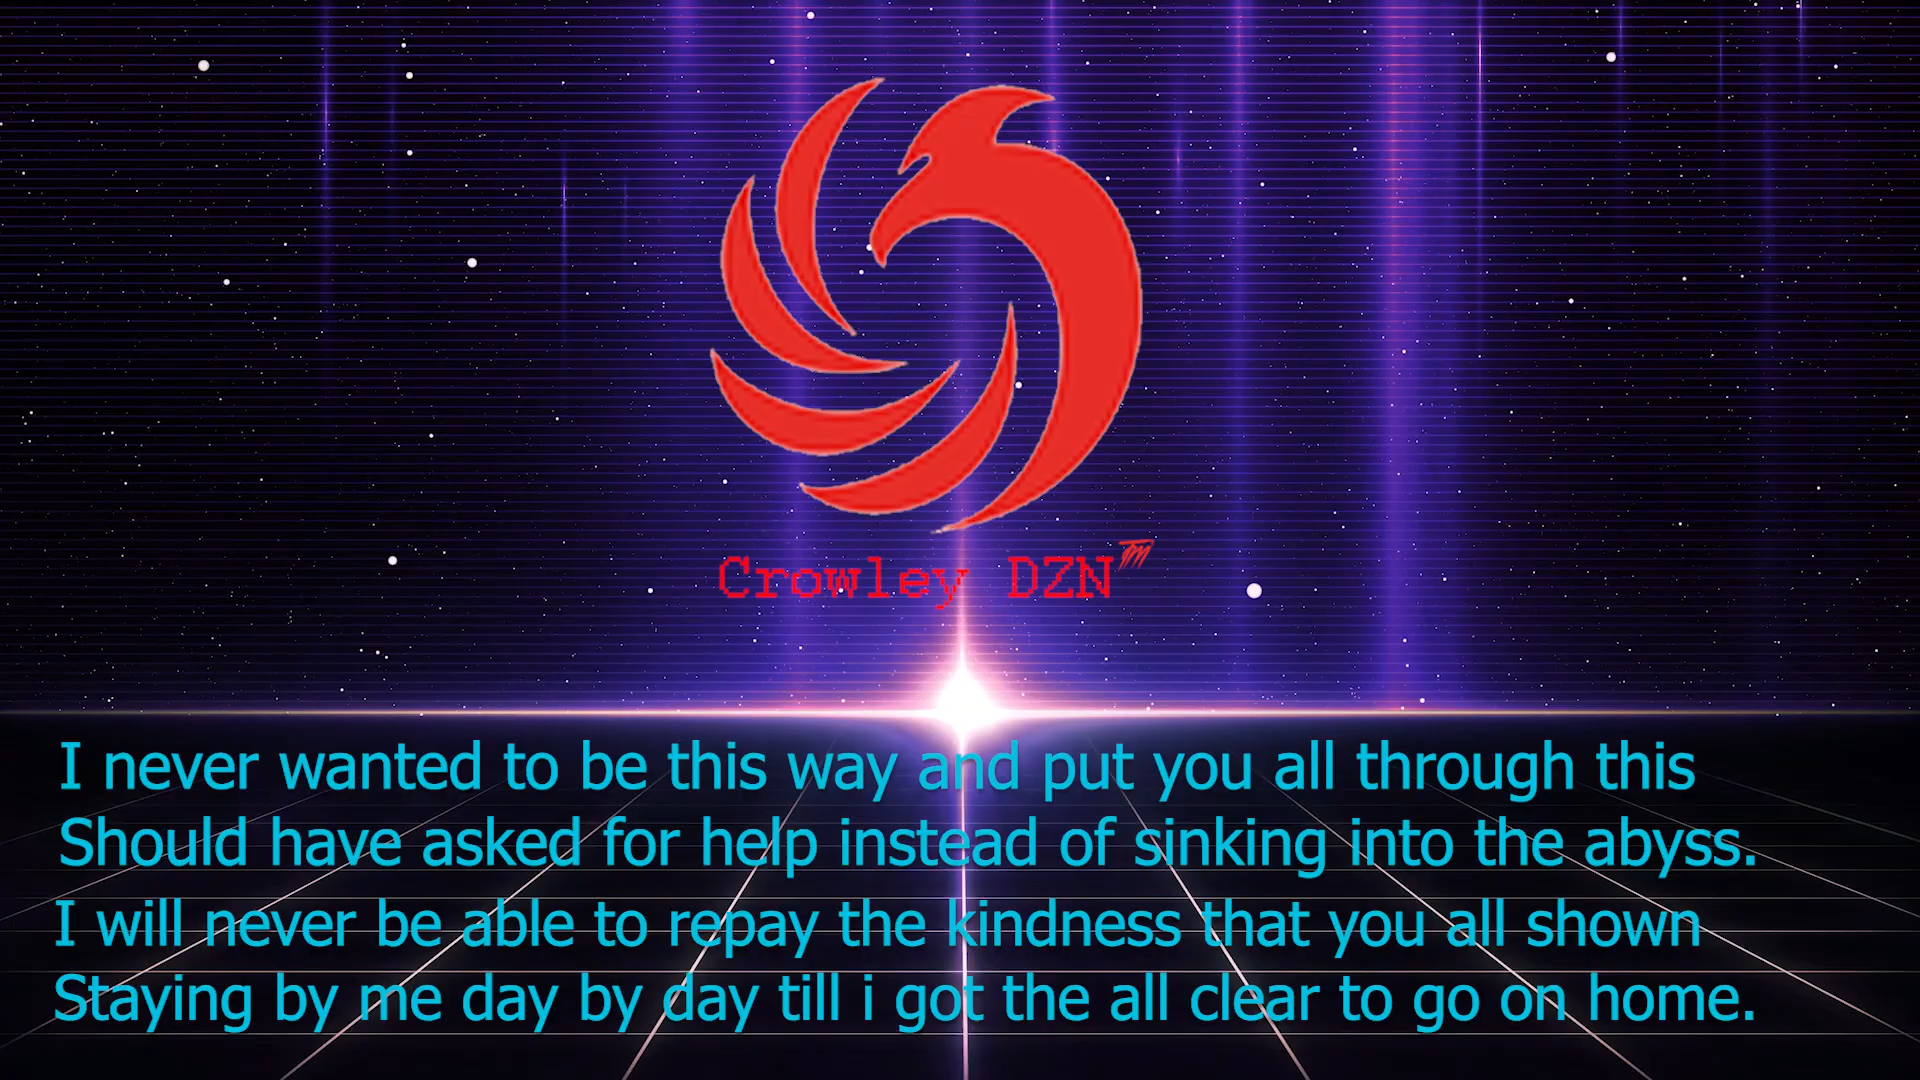 Crowley DZN™
I never wanted to be this way and put you all through this
Should have asked for help instead of sinking into the abyss.
I will never be able to repay the kindness that you all shown
Staying by me day by day till i got the all clear to go on home.